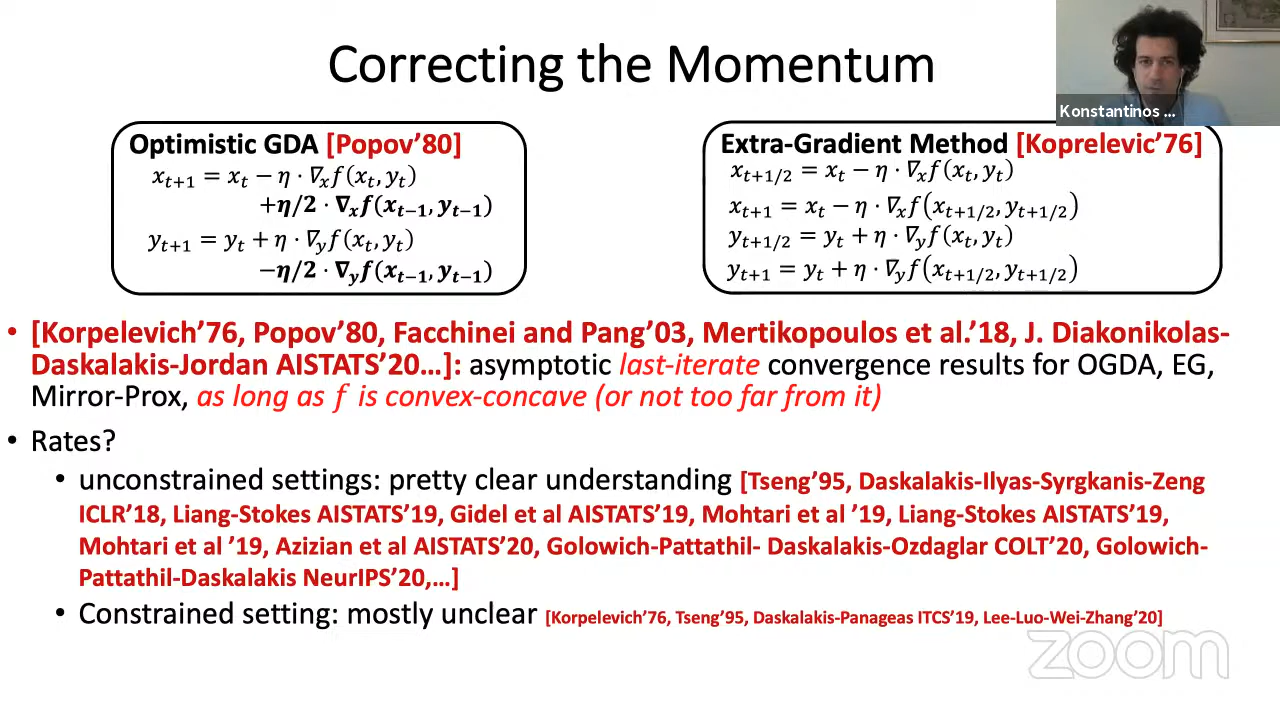 Correcting the Momentum
Konstantinos ...
Optimistic GDA [Popov'80]
x_{t+1} = x_t − η · ∇_x f(x_t, y_t)
+η/2 · ∇_x f(x_{t−1}, y_{t−1})
y_{t+1} = y_t + η · ∇_y f(x_t, y_t)
−η/2 · ∇_y f(x_{t−1}, y_{t−1})
Extra-Gradient Method [Koprelevic'76]
x_{t+1/2} = x_t − η · ∇_x f(x_t, y_t)
x_{t+1} = x_t − η · ∇_x f(x_{t+1/2}, y_{t+1/2})
y_{t+1/2} = y_t + η · ∇_y f(x_t, y_t)
y_{t+1} = y_t + η · ∇_y f(x_{t+1/2}, y_{t+1/2})
• [Korpelevich'76, Popov'80, Facchinei and Pang'03, Mertikopoulos et al.'18, J. Diakonikolas-
Daskalakis-Jordan AISTATS'20...]: asymptotic last-iterate convergence results for OGDA, EG,
Mirror-Prox, as long as f is convex-concave (or not too far from it)
• Rates?
• unconstrained settings: pretty clear understanding [Tseng'95, Daskalakis-Ilyas-Syrgkanis-Zeng
ICLR'18, Liang-Stokes AISTATS'19, Gidel et al AISTATS'19, Mohtari et al '19, Liang-Stokes AISTATS'19,
Mohtari et al '19, Azizian et al AISTATS'20, Golowich-Pattathil- Daskalakis-Ozdaglar COLT'20, Golowich-
Pattathil-Daskalakis NeurIPS'20,...]
• Constrained setting: mostly unclear [Korpelevich'76, Tseng'95, Daskalakis-Panageas ITCS'19, Lee-Luo-Wei-Zhang'20]
zoom